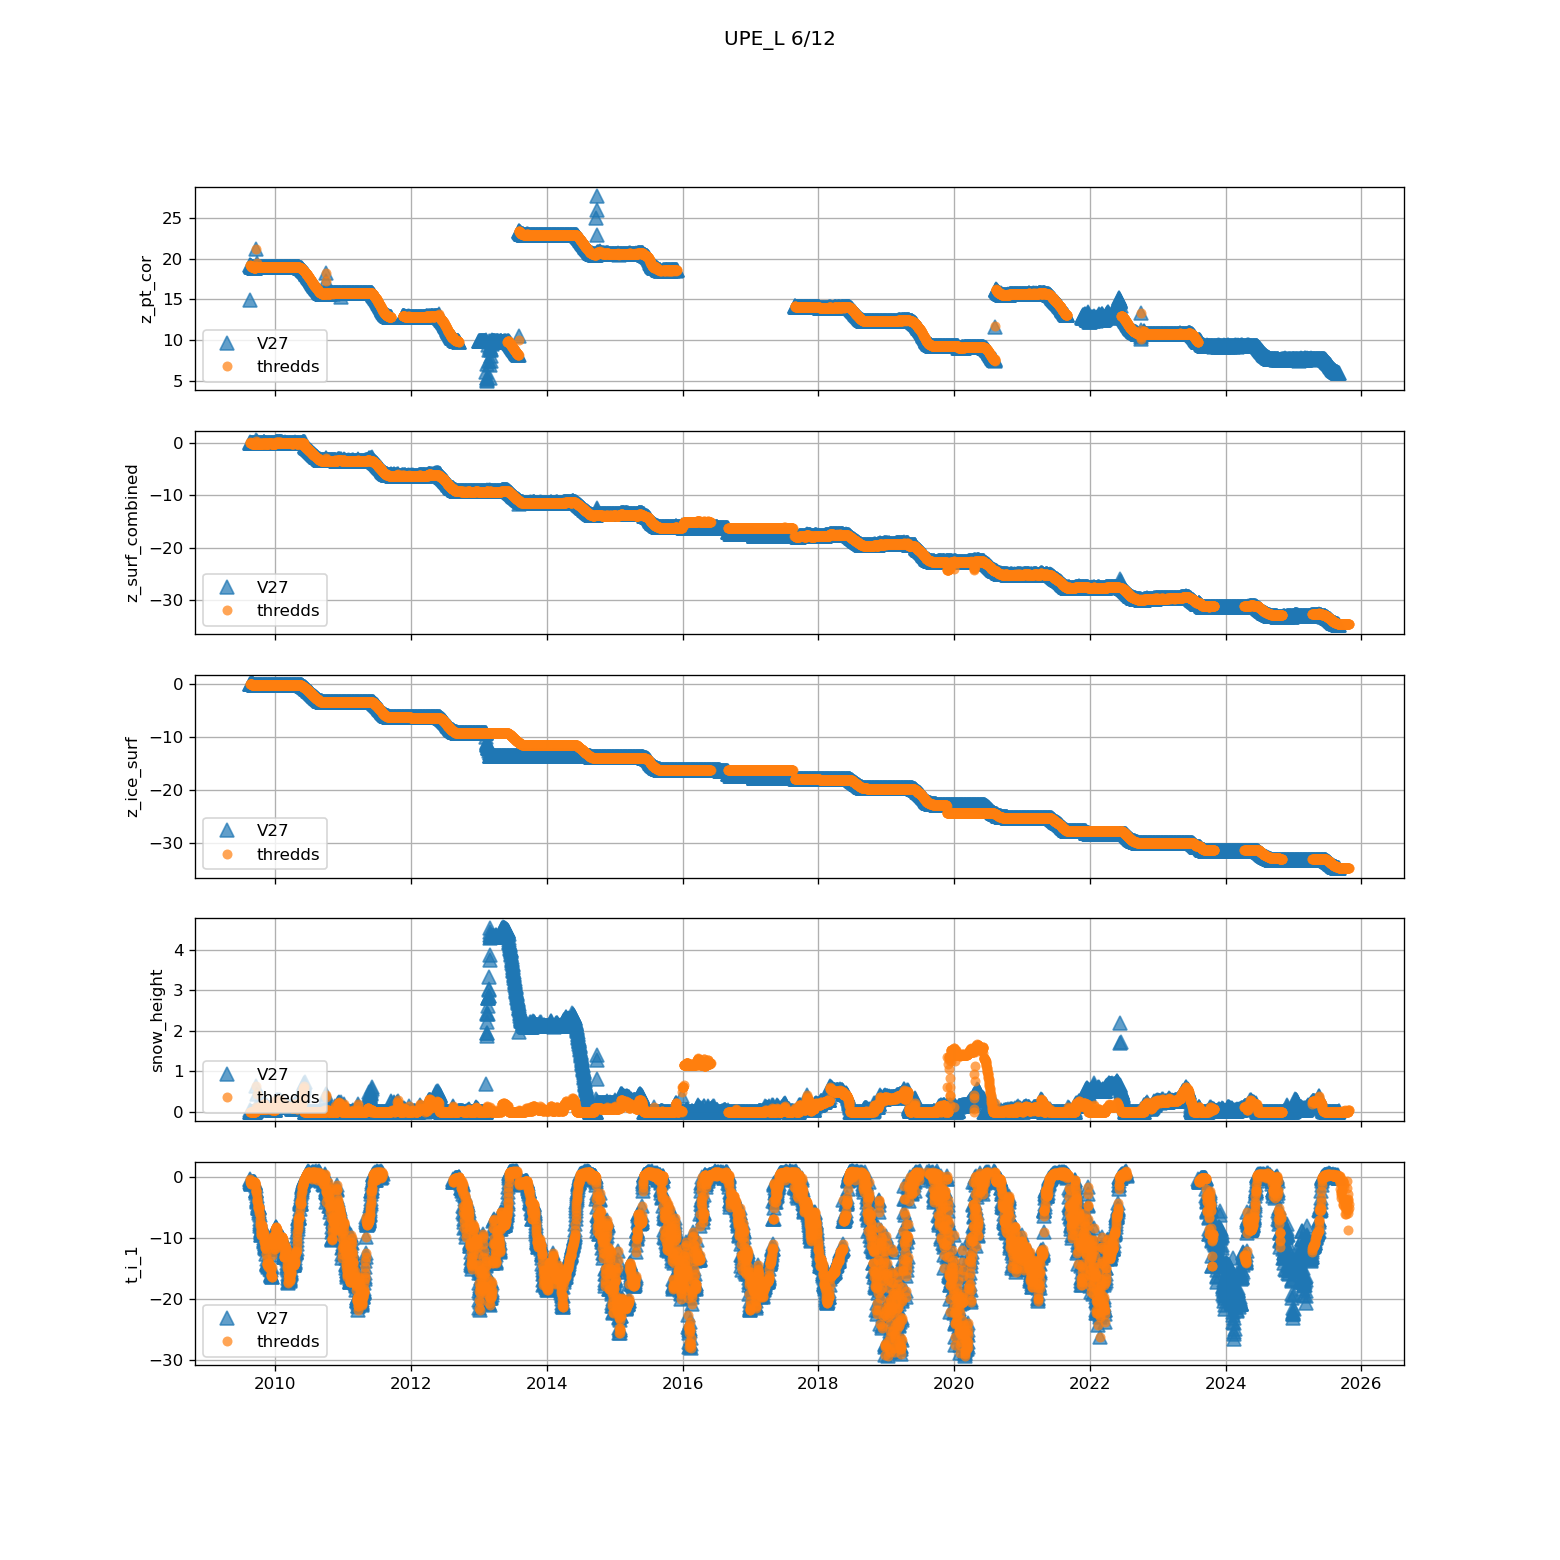 UPE_L 6/12
z_pt_cor
25
20
15
10
5
V27
thredds
z_surf_combined
0
−10
−20
−30
V27
thredds
z_ice_surf
0
−10
−20
−30
V27
thredds
snow_height
4
3
2
1
0
V27
thredds
t_i_1
0
−10
−20
−30
V27
thredds
2010 2012 2014 2016 2018 2020 2022 2024 2026